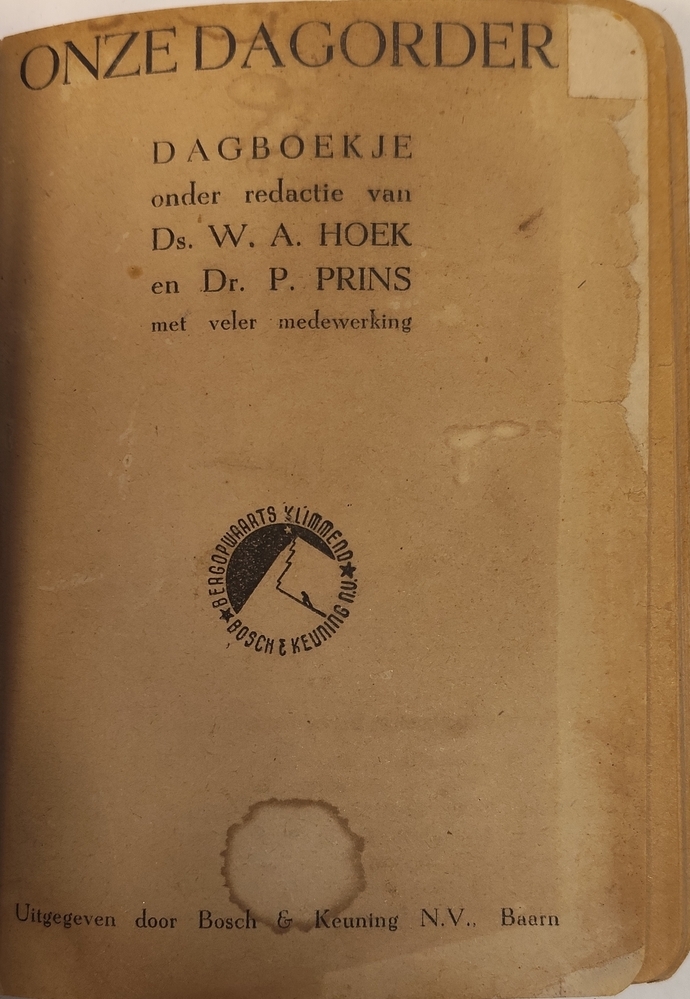 ONZE DAGORDER
DAGBOEKJE
onder redactie van
Ds. W. A. HOEK
en Dr. P. PRINS
met veler medewerking
BERGOPWAARTS KLIMMEND
BOSCH & KEUNING N.V.
Uitgegeven door Bosch & Keuning N.V., Baarn